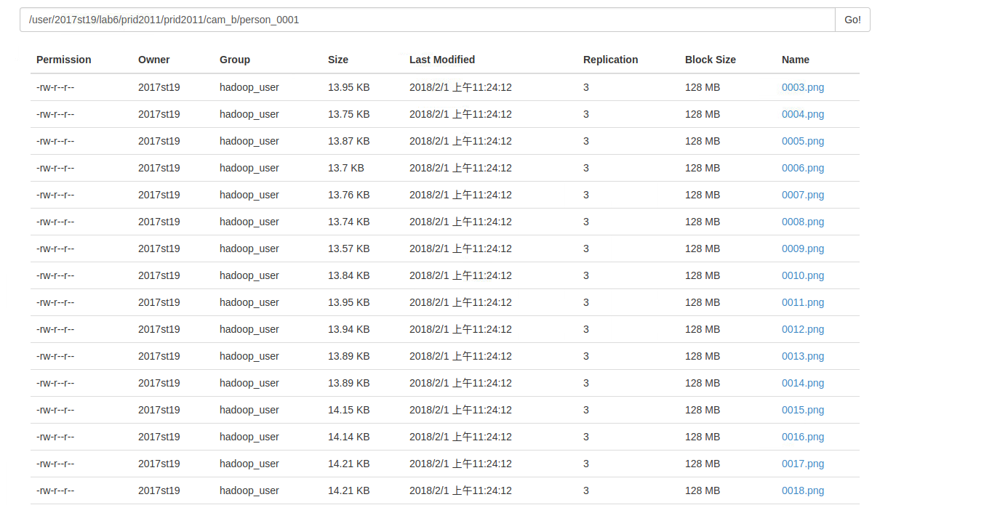 /user/2017st19/lab6/prid2011/prid2011/cam_b/person_0001 Go!
Permission Owner Group Size Last Modified Replication Block Size Name
-rw-r--r-- 2017st19 hadoop_user 13.95 KB 2018/2/1 上午11:24:12 3 128 MB 0003.png
-rw-r--r-- 2017st19 hadoop_user 13.75 KB 2018/2/1 上午11:24:12 3 128 MB 0004.png
-rw-r--r-- 2017st19 hadoop_user 13.87 KB 2018/2/1 上午11:24:12 3 128 MB 0005.png
-rw-r--r-- 2017st19 hadoop_user 13.7 KB 2018/2/1 上午11:24:12 3 128 MB 0006.png
-rw-r--r-- 2017st19 hadoop_user 13.76 KB 2018/2/1 上午11:24:12 3 128 MB 0007.png
-rw-r--r-- 2017st19 hadoop_user 13.74 KB 2018/2/1 上午11:24:12 3 128 MB 0008.png
-rw-r--r-- 2017st19 hadoop_user 13.57 KB 2018/2/1 上午11:24:12 3 128 MB 0009.png
-rw-r--r-- 2017st19 hadoop_user 13.84 KB 2018/2/1 上午11:24:12 3 128 MB 0010.png
-rw-r--r-- 2017st19 hadoop_user 13.95 KB 2018/2/1 上午11:24:12 3 128 MB 0011.png
-rw-r--r-- 2017st19 hadoop_user 13.94 KB 2018/2/1 上午11:24:12 3 128 MB 0012.png
-rw-r--r-- 2017st19 hadoop_user 13.89 KB 2018/2/1 上午11:24:12 3 128 MB 0013.png
-rw-r--r-- 2017st19 hadoop_user 13.89 KB 2018/2/1 上午11:24:12 3 128 MB 0014.png
-rw-r--r-- 2017st19 hadoop_user 14.15 KB 2018/2/1 上午11:24:12 3 128 MB 0015.png
-rw-r--r-- 2017st19 hadoop_user 14.14 KB 2018/2/1 上午11:24:12 3 128 MB 0016.png
-rw-r--r-- 2017st19 hadoop_user 14.21 KB 2018/2/1 上午11:24:12 3 128 MB 0017.png
-rw-r--r-- 2017st19 hadoop_user 14.21 KB 2018/2/1 上午11:24:12 3 128 MB 0018.png